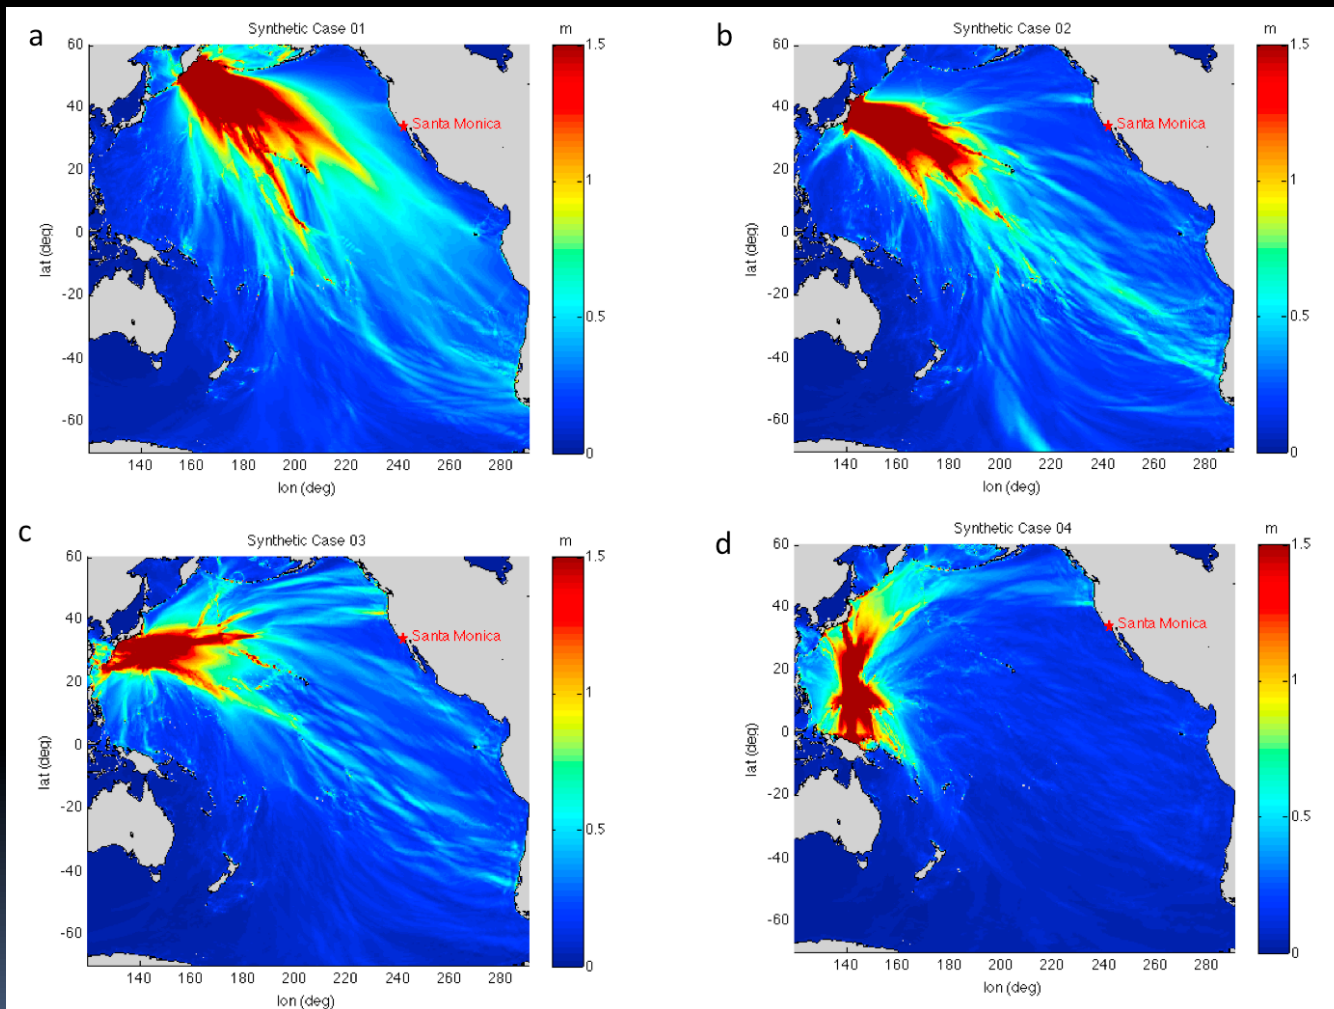 a
Synthetic Case 01
m
60
40
20
0
-20
-40
-60
lat (deg)
Santa Monica
140 160 180 200 220 240 260 280
lon (deg)
1.5
1
0.5
0
b
Synthetic Case 02
m
60
40
20
0
-20
-40
-60
lat (deg)
Santa Monica
140 160 180 200 220 240 260 280
lon (deg)
1.5
1
0.5
0
c
Synthetic Case 03
m
60
40
20
0
-20
-40
-60
lat (deg)
Santa Monica
140 160 180 200 220 240 260 280
lon (deg)
1.5
1
0.5
0
d
Synthetic Case 04
m
60
40
20
0
-20
-40
-60
lat (deg)
Santa Monica
140 160 180 200 220 240 260 280
lon (deg)
1.5
1
0.5
0